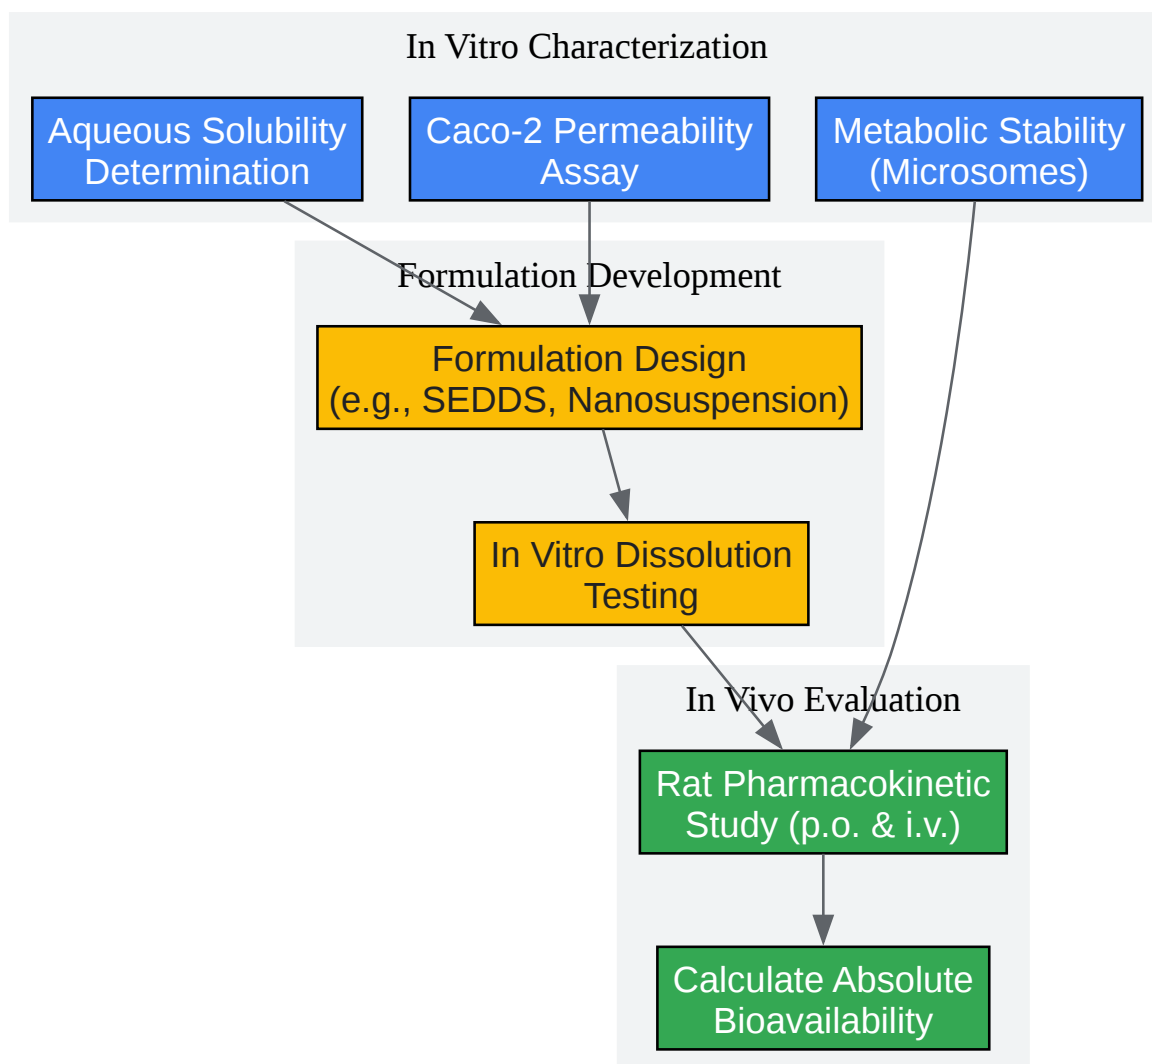 In Vitro Characterization
Aqueous Solubility
Determination
Caco-2 Permeability
Assay
Metabolic Stability
(Microsomes)
Formulation Development
Formulation Design
(e.g., SEDDS, Nanosuspension)
In Vitro Dissolution
Testing
In Vivo Evaluation
Rat Pharmacokinetic
Study (p.o. & i.v.)
Calculate Absolute
Bioavailability